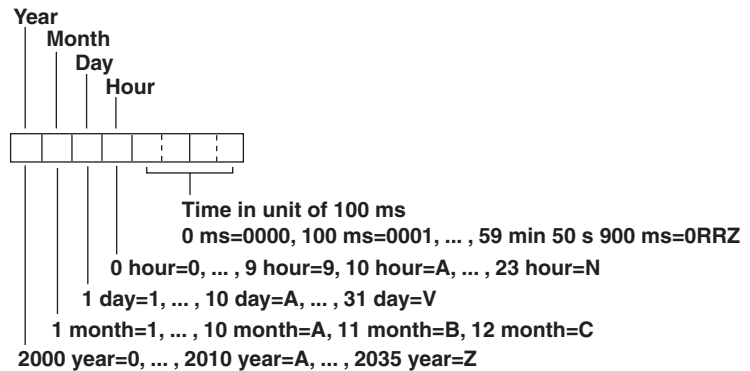 Year
Month
Day
Hour
Time in unit of 100 ms
0 ms=0000, 100 ms=0001, ... , 59 min 50 s 900 ms=0RRZ
0 hour=0, ... , 9 hour=9, 10 hour=A, ... , 23 hour=N
1 day=1, ... , 10 day=A, ... , 31 day=V
1 month=1, ... , 10 month=A, 11 month=B, 12 month=C
2000 year=0, ... , 2010 year=A, ... , 2035 year=Z